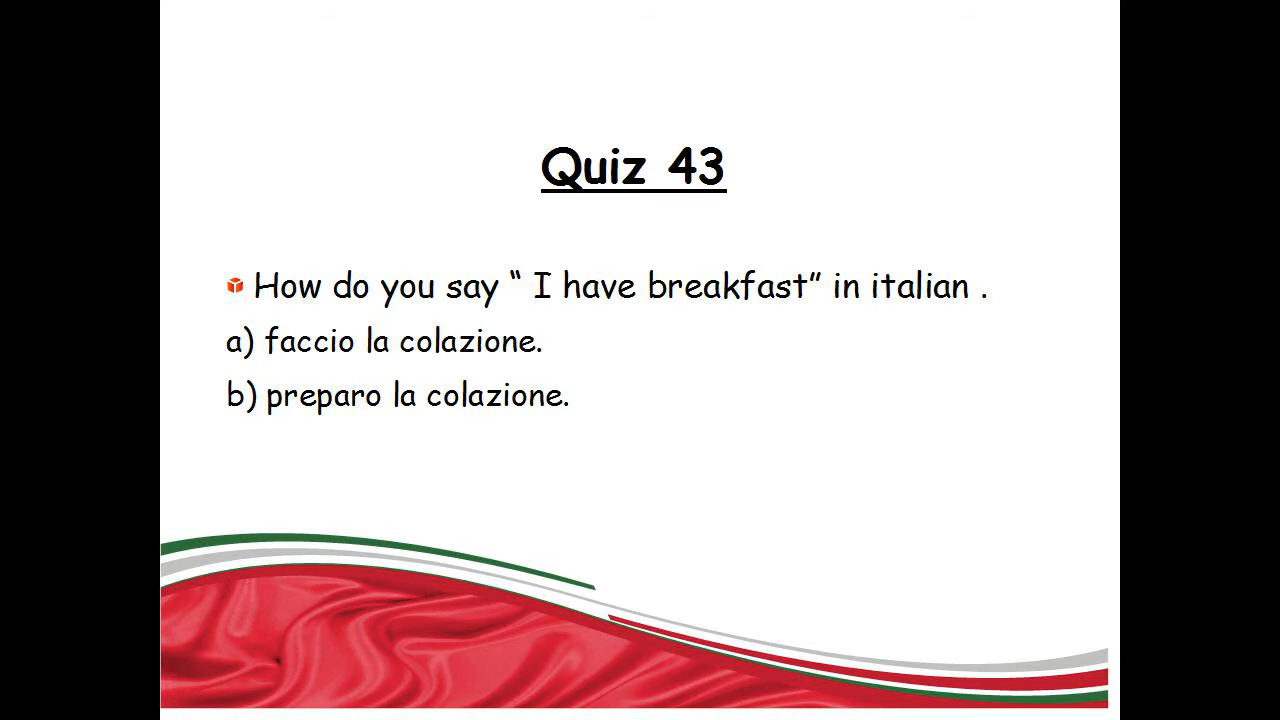 Quiz 43
How do you say “ I have breakfast” in italian .
a) faccio la colazione.
b) preparo la colazione.